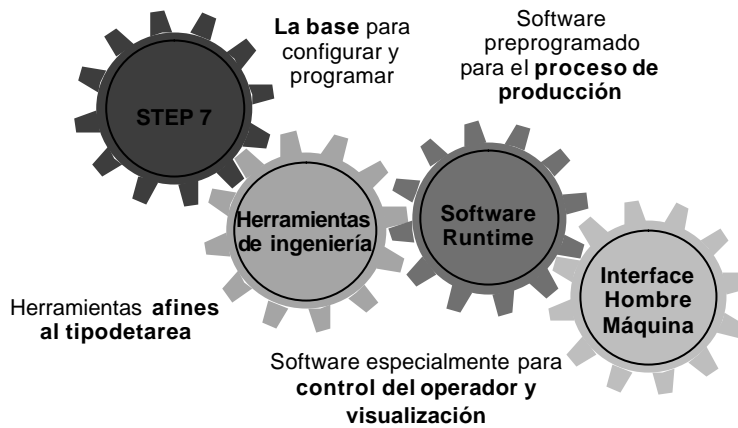 La base para
configurar y
programar
Software
preprogramado
para el proceso de
producción
STEP 7
Herramientas
de ingeniería
Software
Runtime
Interface
Hombre
Máquina
Herramientas afines
al tipodetarea
Software especialmente para
control del operador y
visualización